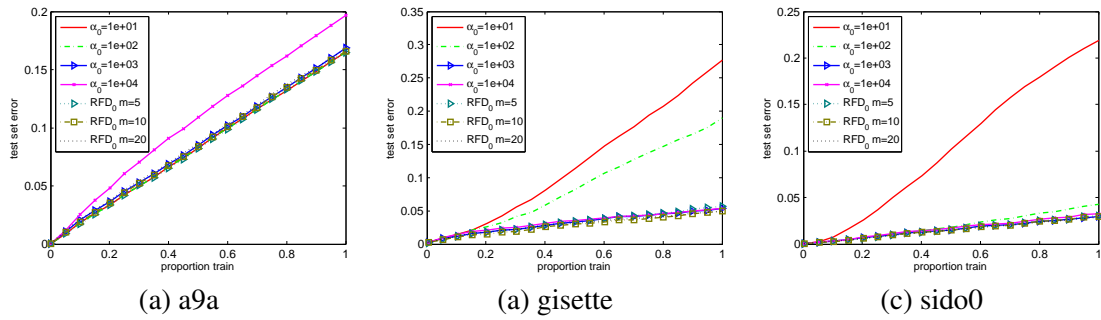 0.2
0.15
0.1
0.05
0
test set error
α₀=1e+01
α₀=1e+02
α₀=1e+03
α₀=1e+04
RFD₀ m=5
RFD₀ m=10
RFD₀ m=20
0 0.2 0.4 0.6 0.8 1
proportion train
(a) a9a
0.35
0.30
0.25
0.20
0.15
0.10
0.05
0
test set error
α₀=1e+01
α₀=1e+02
α₀=1e+03
α₀=1e+04
RFD₀ m=5
RFD₀ m=10
RFD₀ m=20
0 0.2 0.4 0.6 0.8 1
proportion train
(a) gisette
0.25
0.20
0.15
0.10
0.05
0
test set error
α₀=1e+01
α₀=1e+02
α₀=1e+03
α₀=1e+04
RFD₀ m=5
RFD₀ m=10
RFD₀ m=20
0 0.2 0.4 0.6 0.8 1
proportion train
(c) sido0